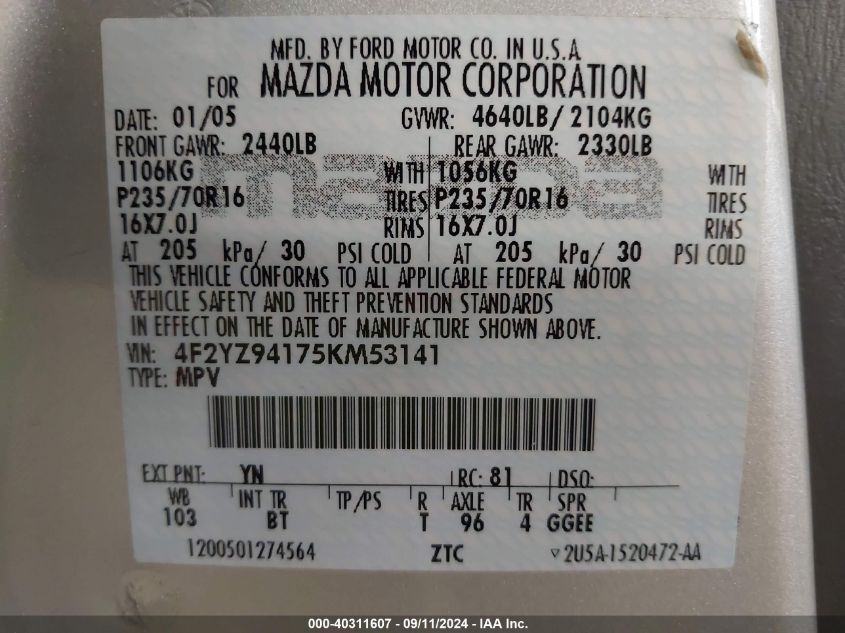 MFD. BY FORD MOTOR CO. IN U.S.A
FOR MAZDA MOTOR CORPORATION
DATE: 01/05 GVWR: 4640LB/ 2104KG
FRONT GAWR: 2440LB REAR GAWR: 2330LB
1106KG WITH 1056KG WITH
mazda
P235/70R16 TIRES P235/70R16 TIRES
16X7.0J RIMS 16X7.0J RIMS
AT 205 kPa/ 30 PSI COLD AT 205 kPa/ 30 PSI COLD
THIS VEHICLE CONFORMS TO ALL APPLICABLE FEDERAL MOTOR
VEHICLE SAFETY AND THEFT PREVENTION STANDARDS
IN EFFECT ON THE DATE OF MANUFACTURE SHOWN ABOVE.
VIN: 4F2YZ94175KM53141
TYPE: MPV
EXT PNT: YN RC: 81 DSO:
WB INT TR TP/PS R AXLE TR SPR
103 BT T 96 4 GGEE
1200501274564 ZTC 2U5A-1520472-AA
000-40311607 - 09/11/2024 - IAA Inc.